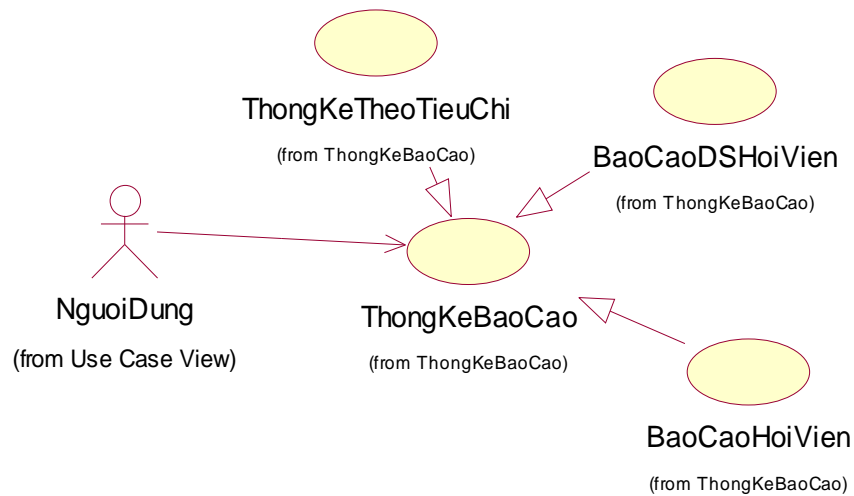 ThongKeTheoTieuChi
(from ThongKeBaoCao)
BaoCaoDSHoiVien
(from ThongKeBaoCao)
NguoiDung
(from Use Case View)
ThongKeBaoCao
(from ThongKeBaoCao)
BaoCaoHoiVien
(from ThongKeBaoCao)